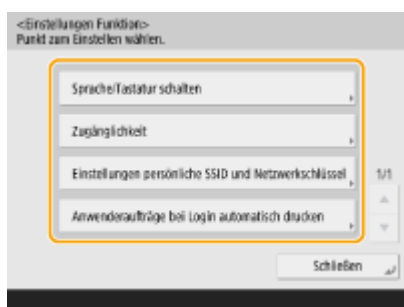 <Einstellungen Funktion>
Punkt zum Einstellen wählen.
Sprache/Tastatur schalten
Zugänglichkeit
Einstellungen persönliche SSID und Netzwerkschlüssel
1/1
Anwenderaufträge bei Login automatisch drucken
Schließen